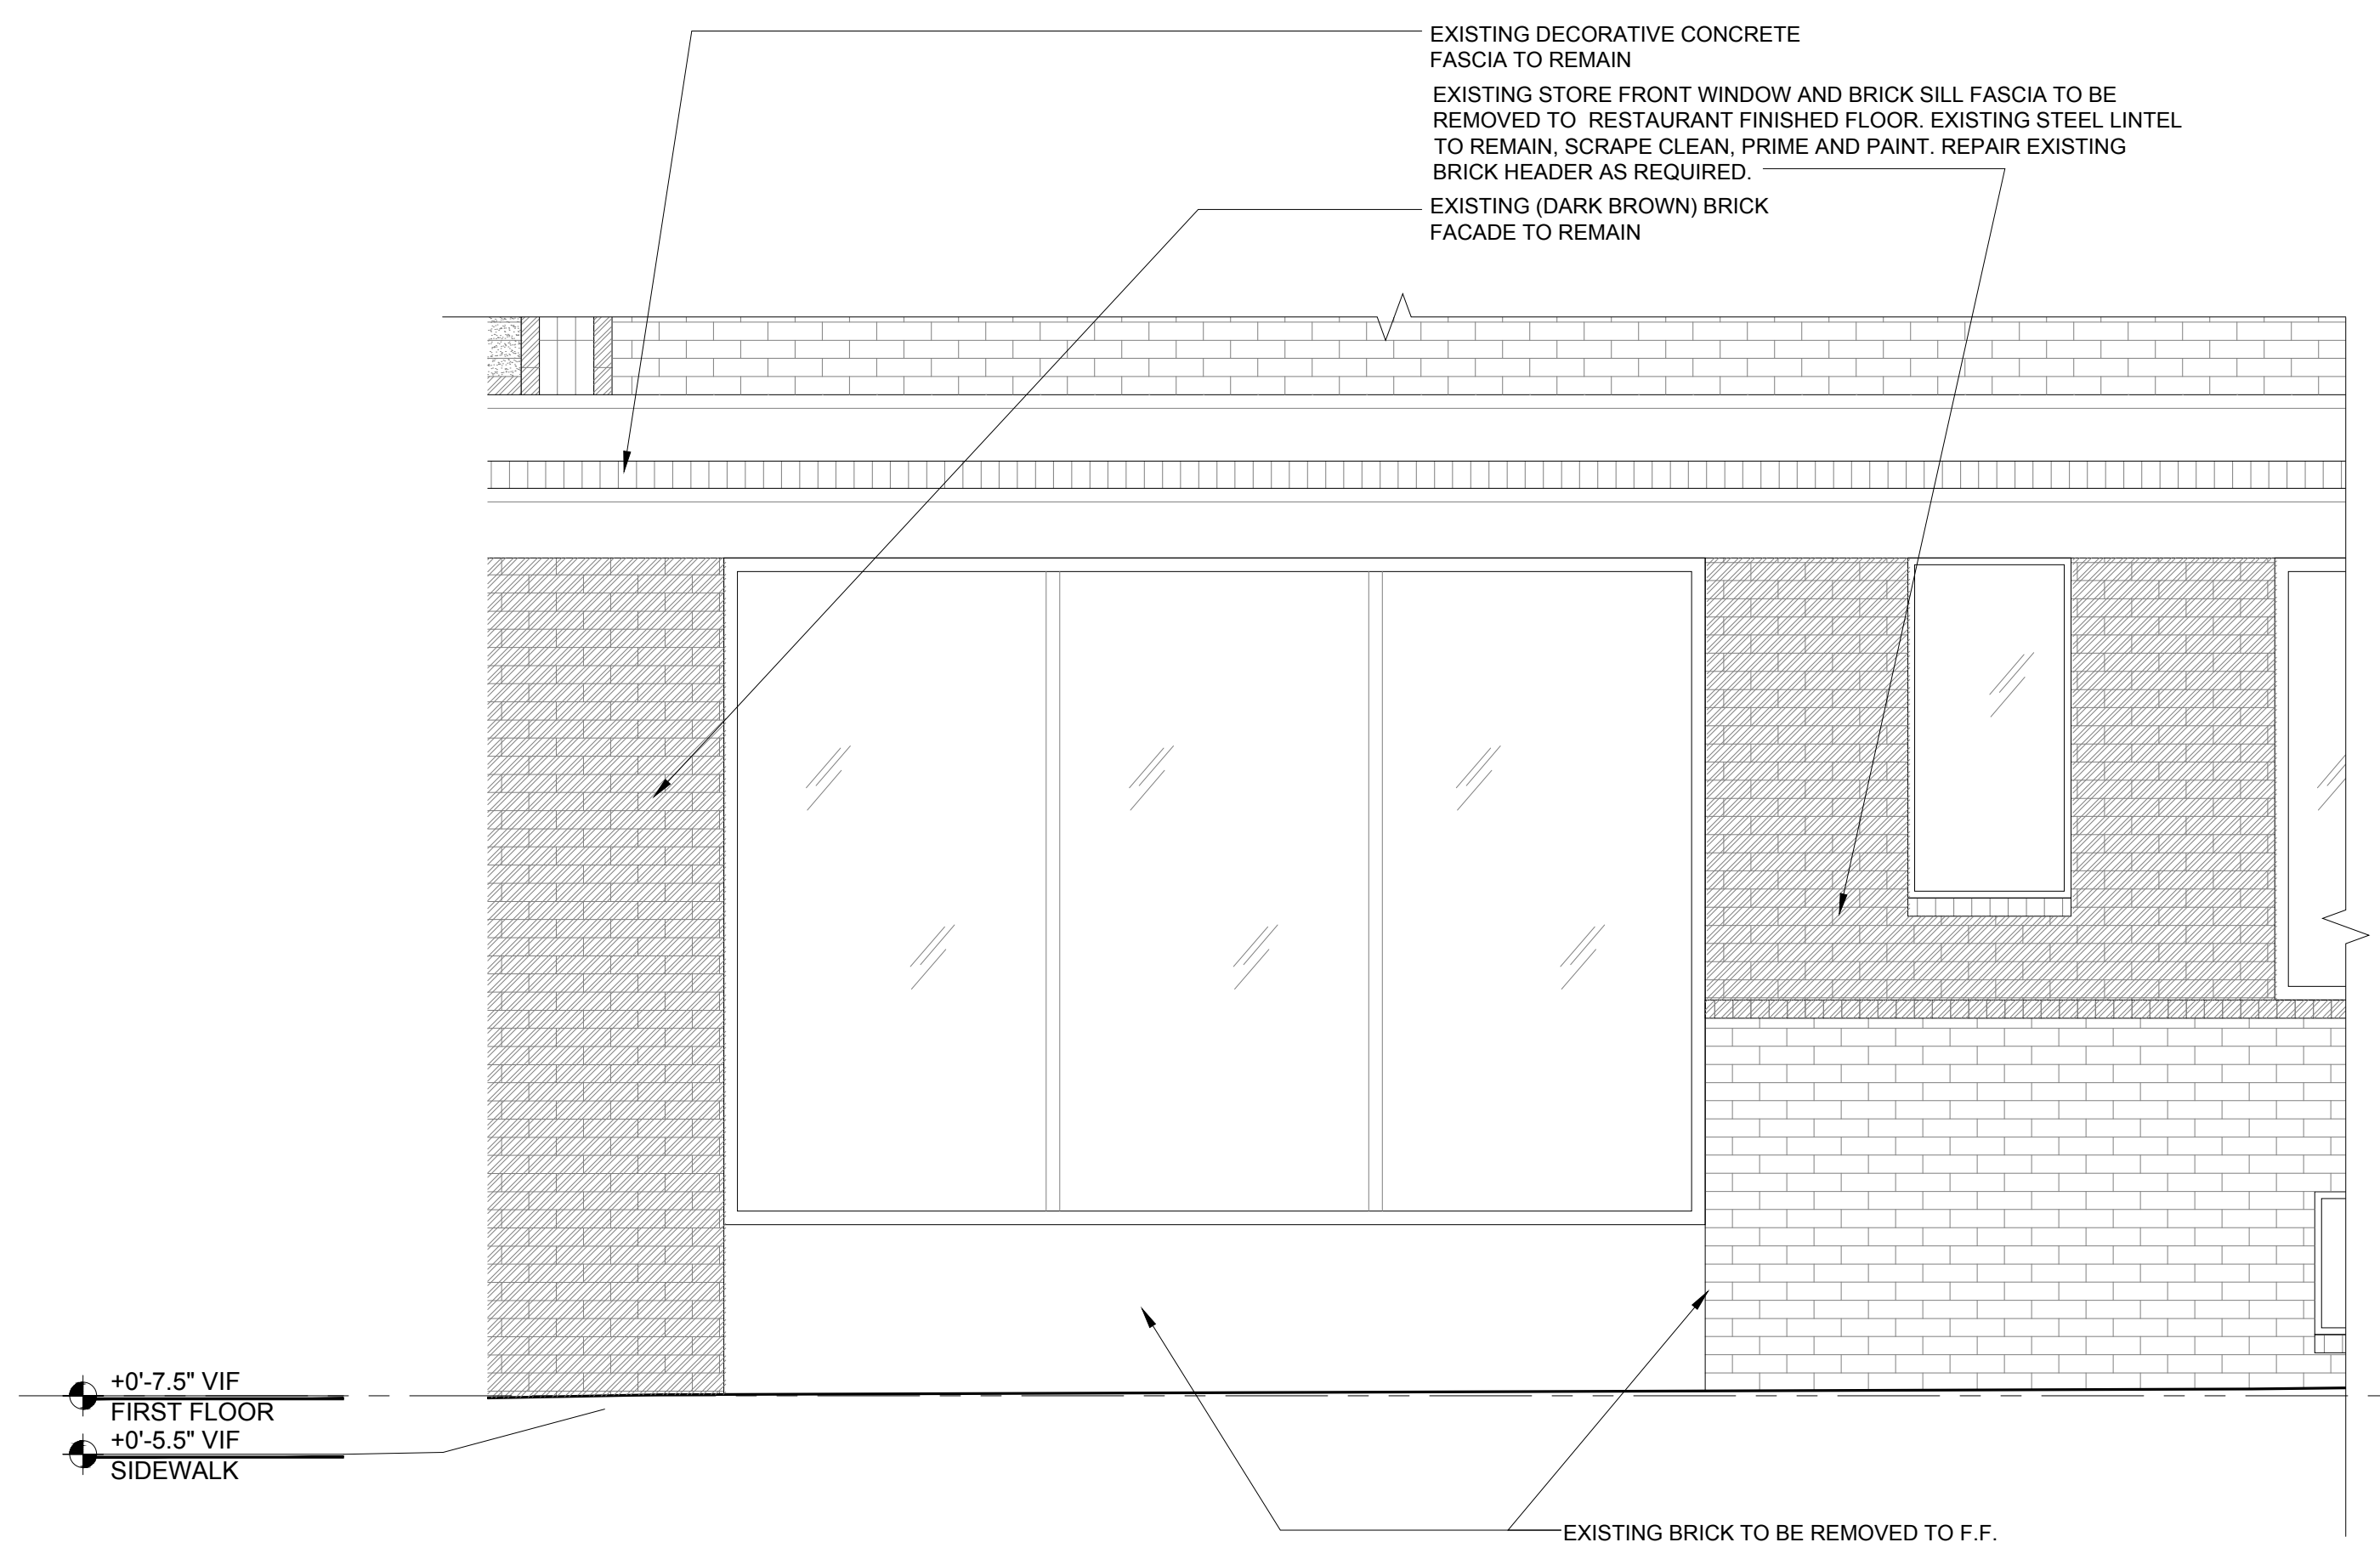 EXISTING DECORATIVE CONCRETE
FASCIA TO REMAIN
EXISTING STORE FRONT WINDOW AND BRICK SILL FASCIA TO BE
REMOVED TO RESTAURANT FINISHED FLOOR. EXISTING STEEL LINTEL
TO REMAIN, SCRAPE CLEAN, PRIME AND PAINT. REPAIR EXISTING
BRICK HEADER AS REQUIRED.
EXISTING (DARK BROWN) BRICK
FACADE TO REMAIN
+0'-7.5" VIF
FIRST FLOOR
+0'-5.5" VIF
SIDEWALK
EXISTING BRICK TO BE REMOVED TO F.F.